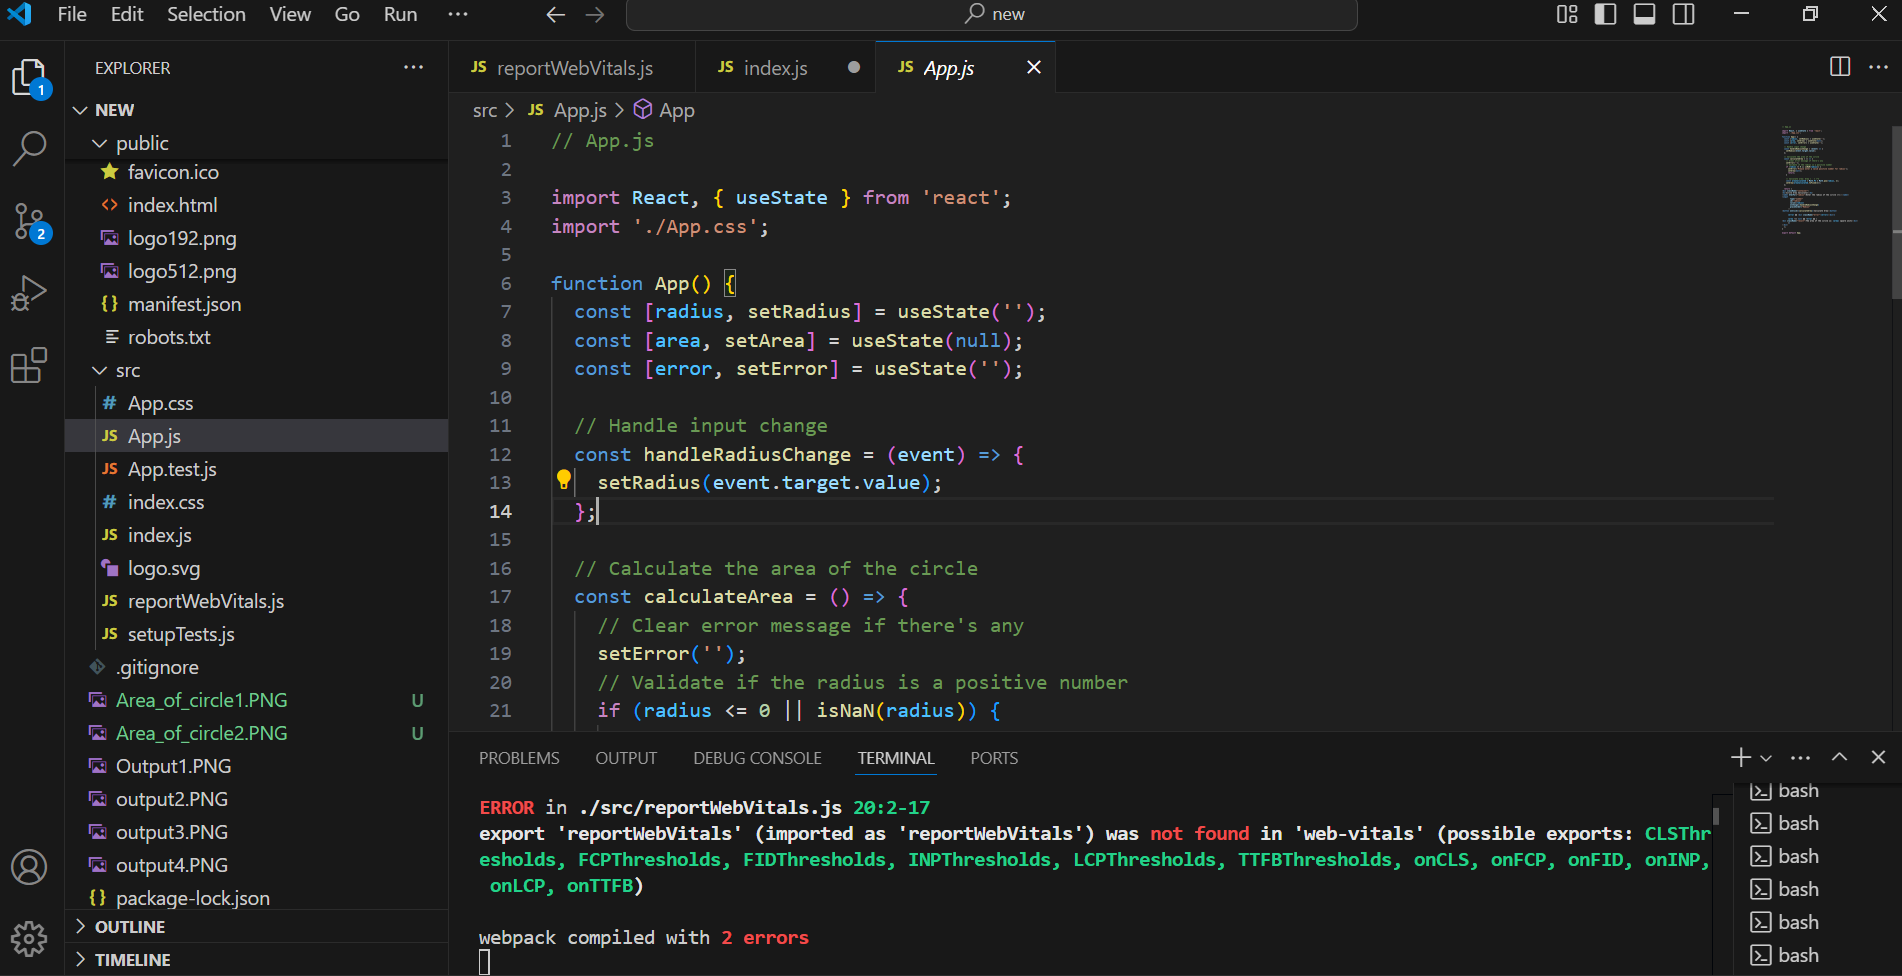 File Edit Selection View Go Run ···
new
EXPLORER ···
NEW
public
favicon.ico
index.html
logo192.png
logo512.png
manifest.json
robots.txt
src
App.css
App.js
App.test.js
index.css
index.js
logo.svg
reportWebVitals.js
setupTests.js
.gitignore
Area_of_circle1.PNG U
Area_of_circle2.PNG U
Output1.PNG
output2.PNG
output3.PNG
output4.PNG
package-lock.json
OUTLINE
TIMELINE
1
2
JS reportWebVitals.js JS index.js JS App.js
src > JS App.js > App
1 // App.js
2
3 import React, { useState } from 'react';
4 import './App.css';
5
6 function App() {
7 const [radius, setRadius] = useState('');
8 const [area, setArea] = useState(null);
9 const [error, setError] = useState('');
10
11 // Handle input change
12 const handleRadiusChange = (event) => {
13 setRadius(event.target.value);
14 };
15
16 // Calculate the area of the circle
17 const calculateArea = () => {
18 // Clear error message if there's any
19 setError('');
20 // Validate if the radius is a positive number
21 if (radius <= 0 || isNaN(radius)) {
PROBLEMS OUTPUT DEBUG CONSOLE TERMINAL PORTS
ERROR in ./src/reportWebVitals.js 20:2-17
export 'reportWebVitals' (imported as 'reportWebVitals') was not found in 'web-vitals' (possible exports: CLSThr
esholds, FCPThresholds, FIDThresholds, INPThresholds, LCPThresholds, TTFBThresholds, onCLS, onFCP, onFID, onINP,
onLCP, onTTFB)
webpack compiled with 2 errors
bash
bash
bash
bash
bash
bash